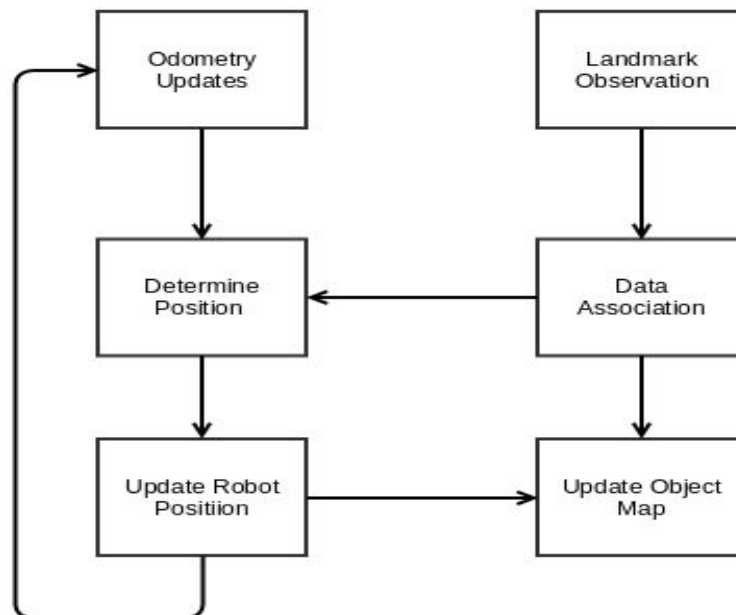 Odometry
Updates
Landmark
Observation
Determine
Position
Data
Association
Update Robot
Positiion
Update Object
Map